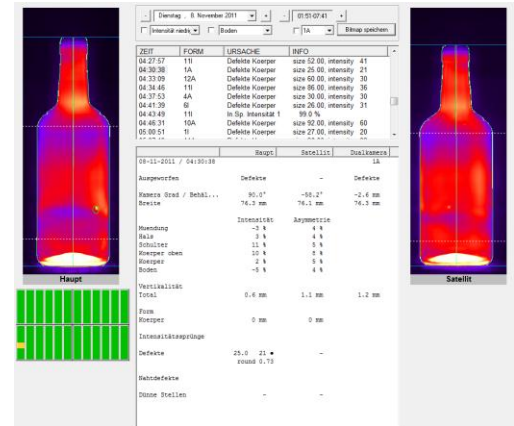 Dienstag , 8. November 2011
01:51-07:41
Intensität niedrig
Boden
1A
Bitmap speichern
ZEIT FORM URSACHE INFO
04:27:57 11I Defekte Koerper size 52.00, intensity 41
04:30:38 1A Defekte Koerper size 25.00, intensity 21
04:33:09 12A Defekte Koerper size 60.00, intensity 30
04:34:46 11I Defekte Koerper size 86.00, intensity 36
04:37:53 4A Defekte Koerper size 30.00, intensity 30
04:41:39 6I Defekte Koerper size 26.00, intensity 31
04:43:49 11I In.Sp. Intensität 1 99.0 %
04:46:31 10A Defekte Koerper size 92.00, intensity 60
05:00:51 1I Defekte Koerper size 27.00, intensity 20
Haupt Satellit Dualkamera
08-11-2011 / 04:30:38 1A
Ausgeworfen Defekte - Defekte
Kamera Grad / Behäl... 90.0° -58.2° -2.6 mm
Breite 76.3 mm 76.1 mm 76.3 mm
Intensität Asymmetrie
Muendung -3 % 4 %
Hals 3 % 4 %
Schulter 11 % 5 %
Koerper oben 10 % 8 %
Koerper 2 % 5 %
Boden -5 % 4 %
Vertikalität
Total 0.6 mm 1.1 mm 1.2 mm
Form
Koerper 0 mm 0 mm
Intensitätssprünge
Defekte 25.0 21 -
round 0.73
Nahtdefekte
Dünne Stellen - -
Haupt
Satellit